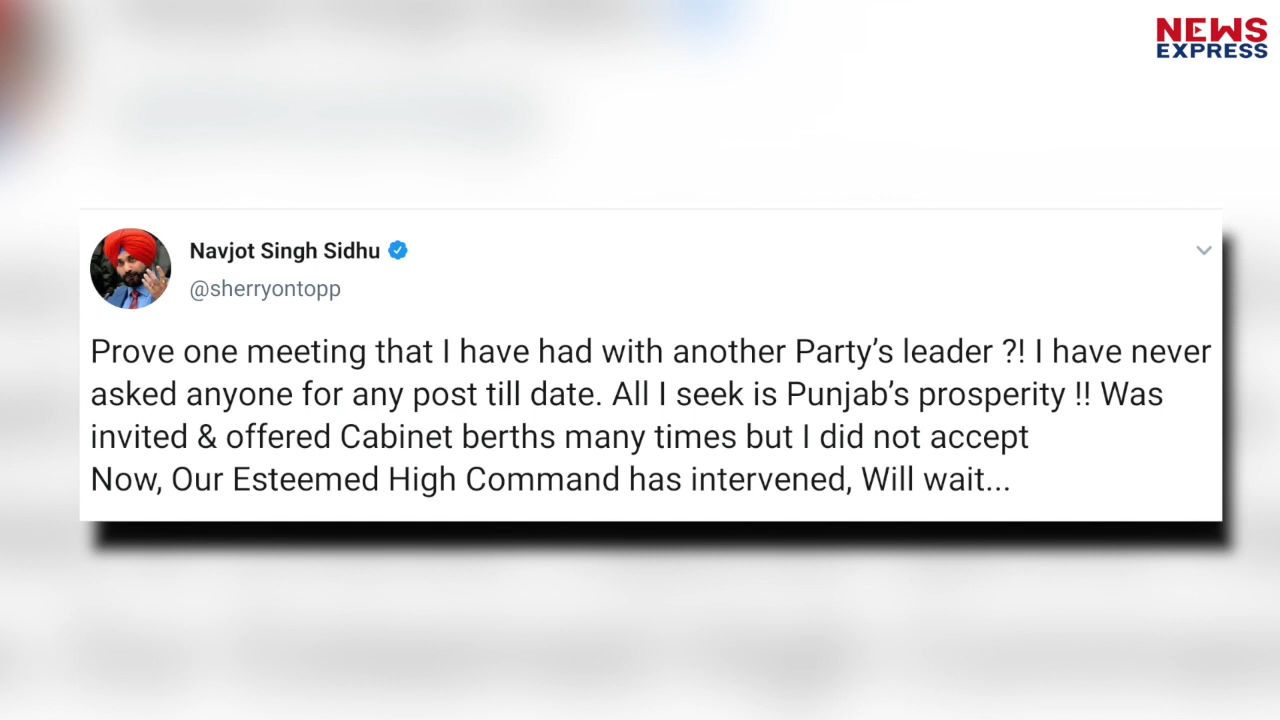 NEWS
EXPRESS
Navjot Singh Sidhu
@sherryontopp
Prove one meeting that I have had with another Party’s leader ?! I have never
asked anyone for any post till date. All I seek is Punjab’s prosperity !! Was
invited & offered Cabinet berths many times but I did not accept
Now, Our Esteemed High Command has intervened, Will wait...